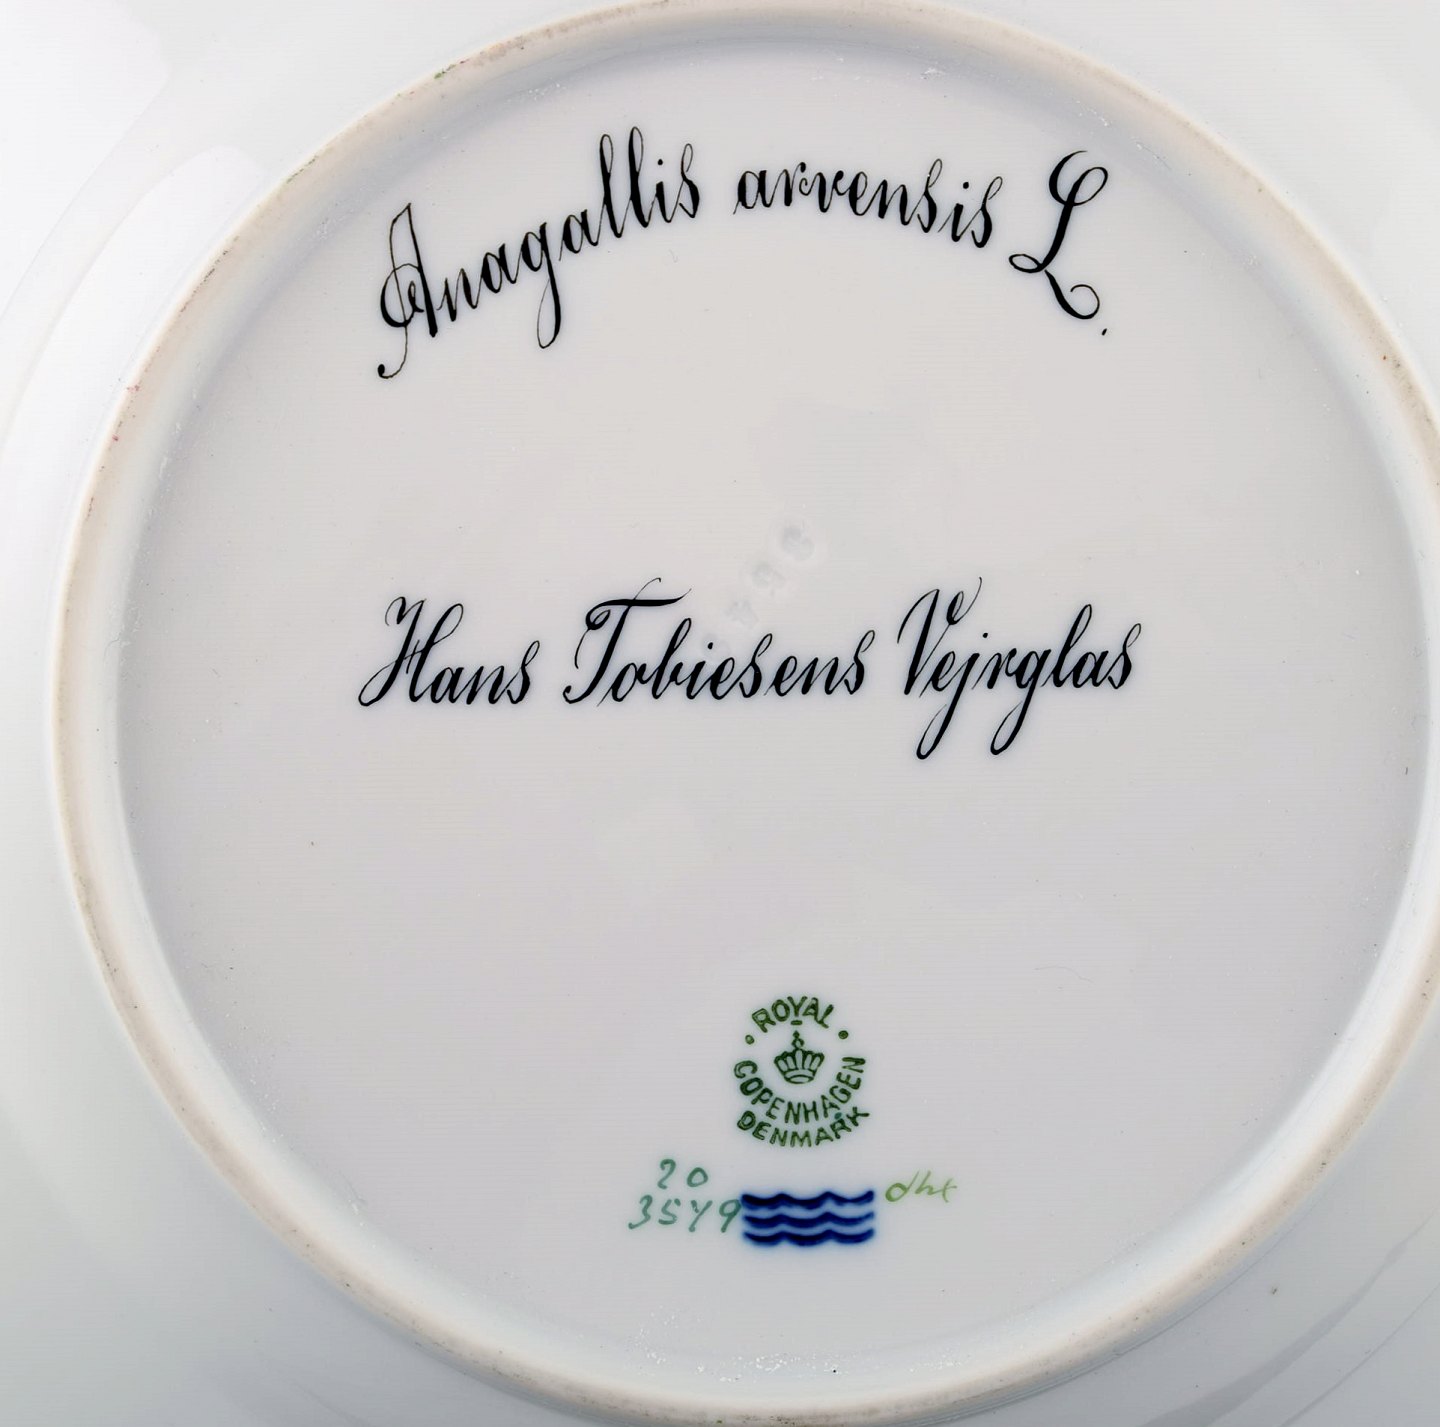 Anagallis arvensis L.
Hans Tobiesens Vejrglas
ROYAL
COPENHAGEN
DENMARK
20
3549